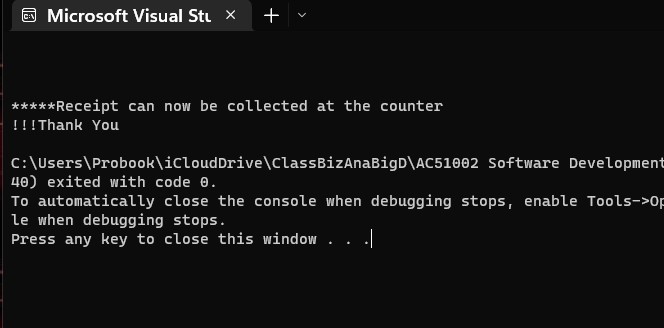 Microsoft Visual Stu
*****Receipt can now be collected at the counter
!!!Thank You
C:\Users\Probook\iCloudDrive\ClassBizAnaBigD\AC51002 Software Development
40) exited with code 0.
To automatically close the console when debugging stops, enable Tools->Op
le when debugging stops.
Press any key to close this window . . .